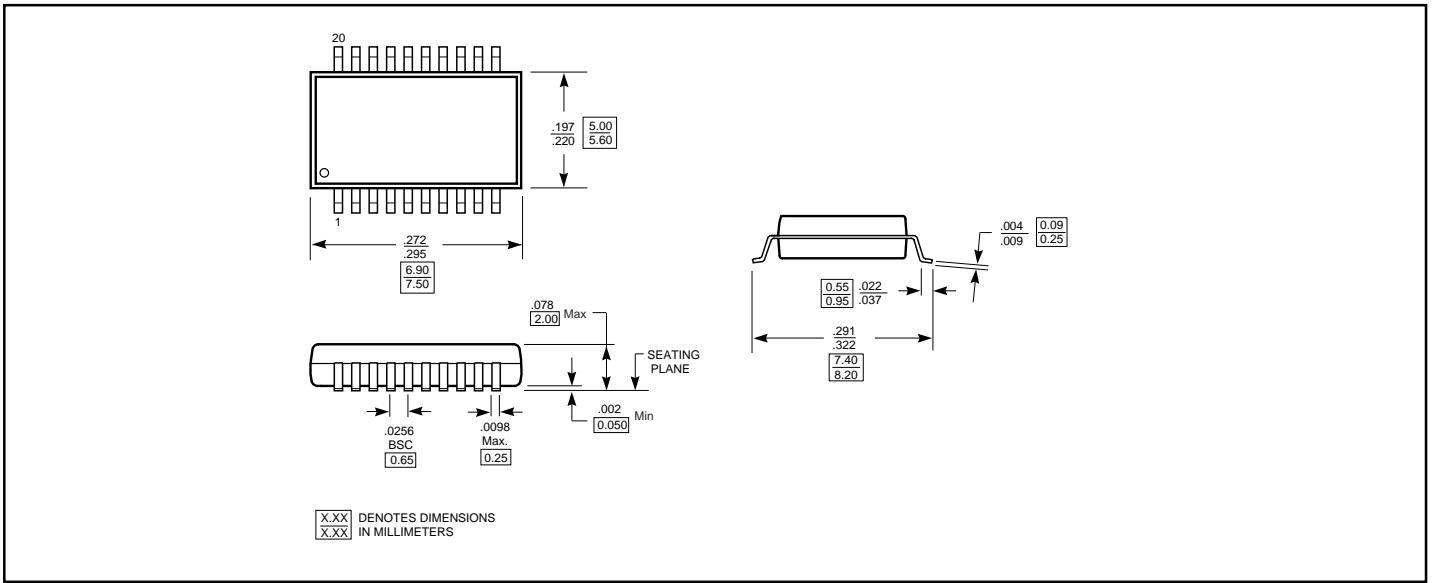 20
.197 5.00
.220 5.60
1
.272
.295
6.90
7.50
.004 0.09
.009 0.25
0.55 .022
0.95 .037
.291
.322
7.40
8.20
.078
2.00 Max
SEATING
PLANE
.002
0.050 Min
.0256
BSC
0.65
.0098
Max.
0.25
X.XX DENOTES DIMENSIONS
X.XX IN MILLIMETERS